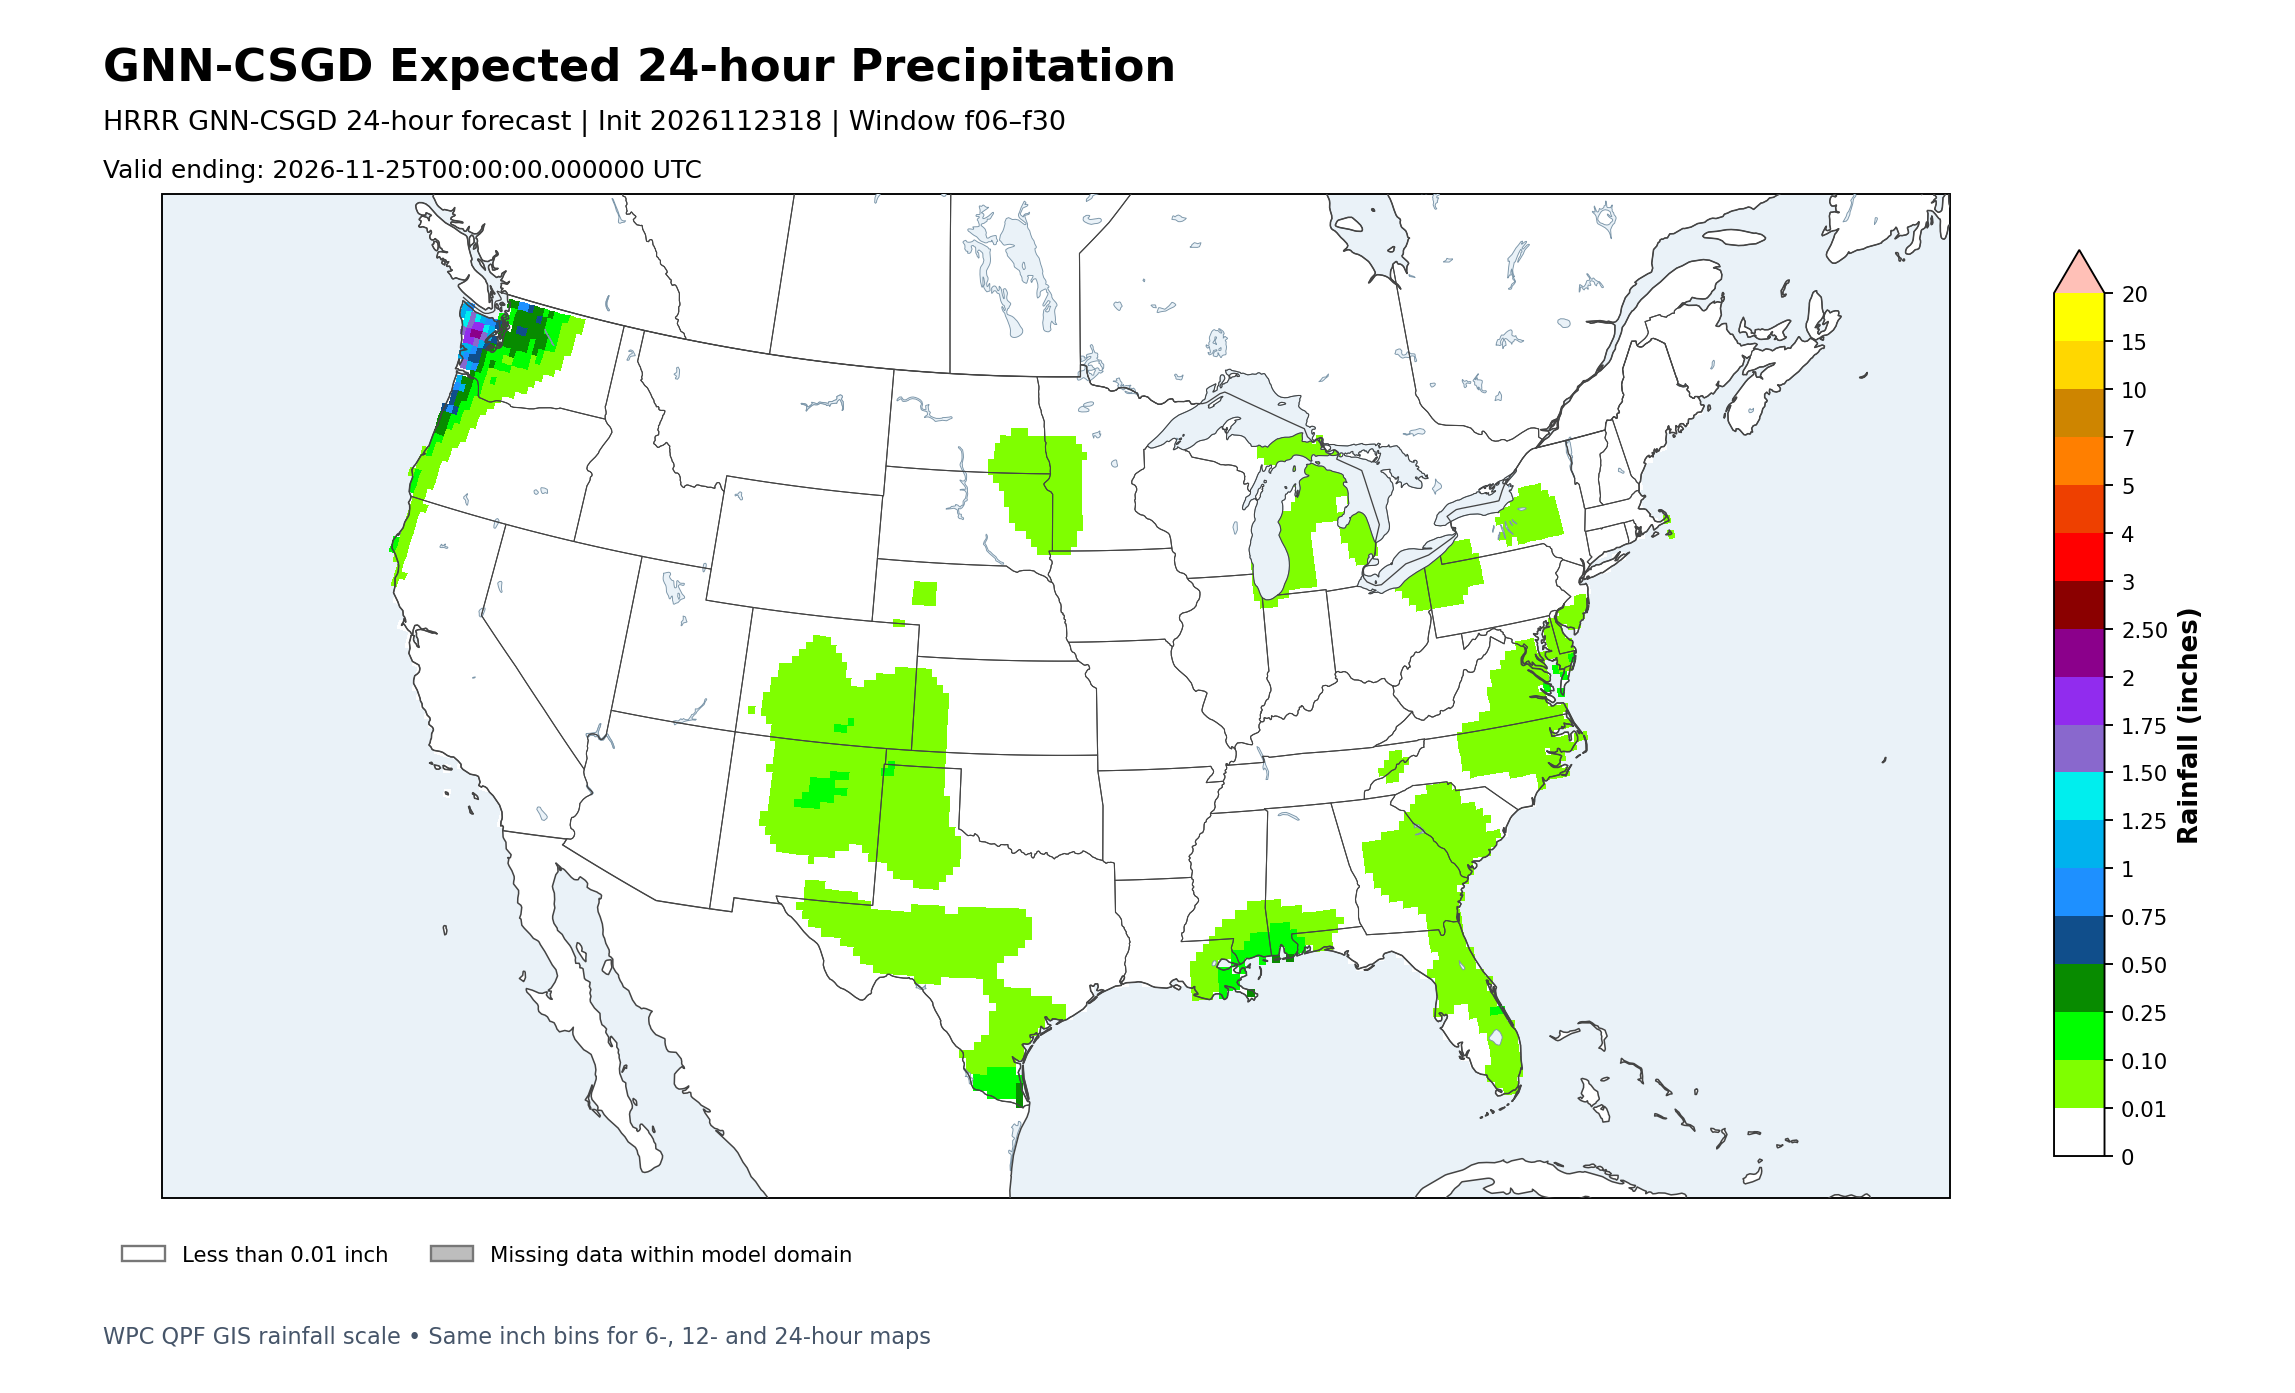 GNN-CSGD Expected 24-hour Precipitation
HRRR GNN-CSGD 24-hour forecast | Init 2026112318 | Window f06–f30
Valid ending: 2026-11-25T00:00:00.000000 UTC
20
15
10
7
5
4
3
2.50
2
1.75
1.50
1.25
1
0.75
0.50
0.25
0.10
0.01
0
Rainfall (inches)
Less than 0.01 inch
Missing data within model domain
WPC QPF GIS rainfall scale • Same inch bins for 6-, 12- and 24-hour maps